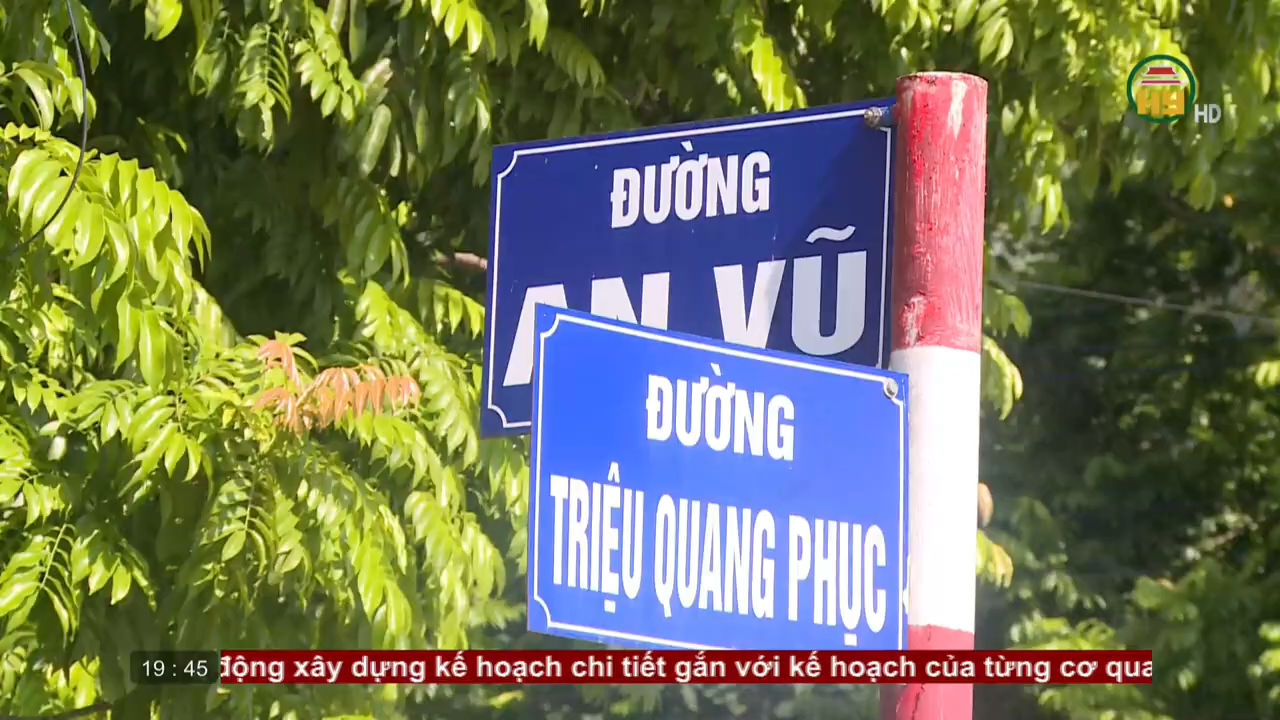 HY HD
ĐƯỜNG
AN VŨ
ĐƯỜNG
TRIỆU QUANG PHỤC
19 : 45
động xây dựng kế hoạch chi tiết gắn với kế hoạch của từng cơ qua